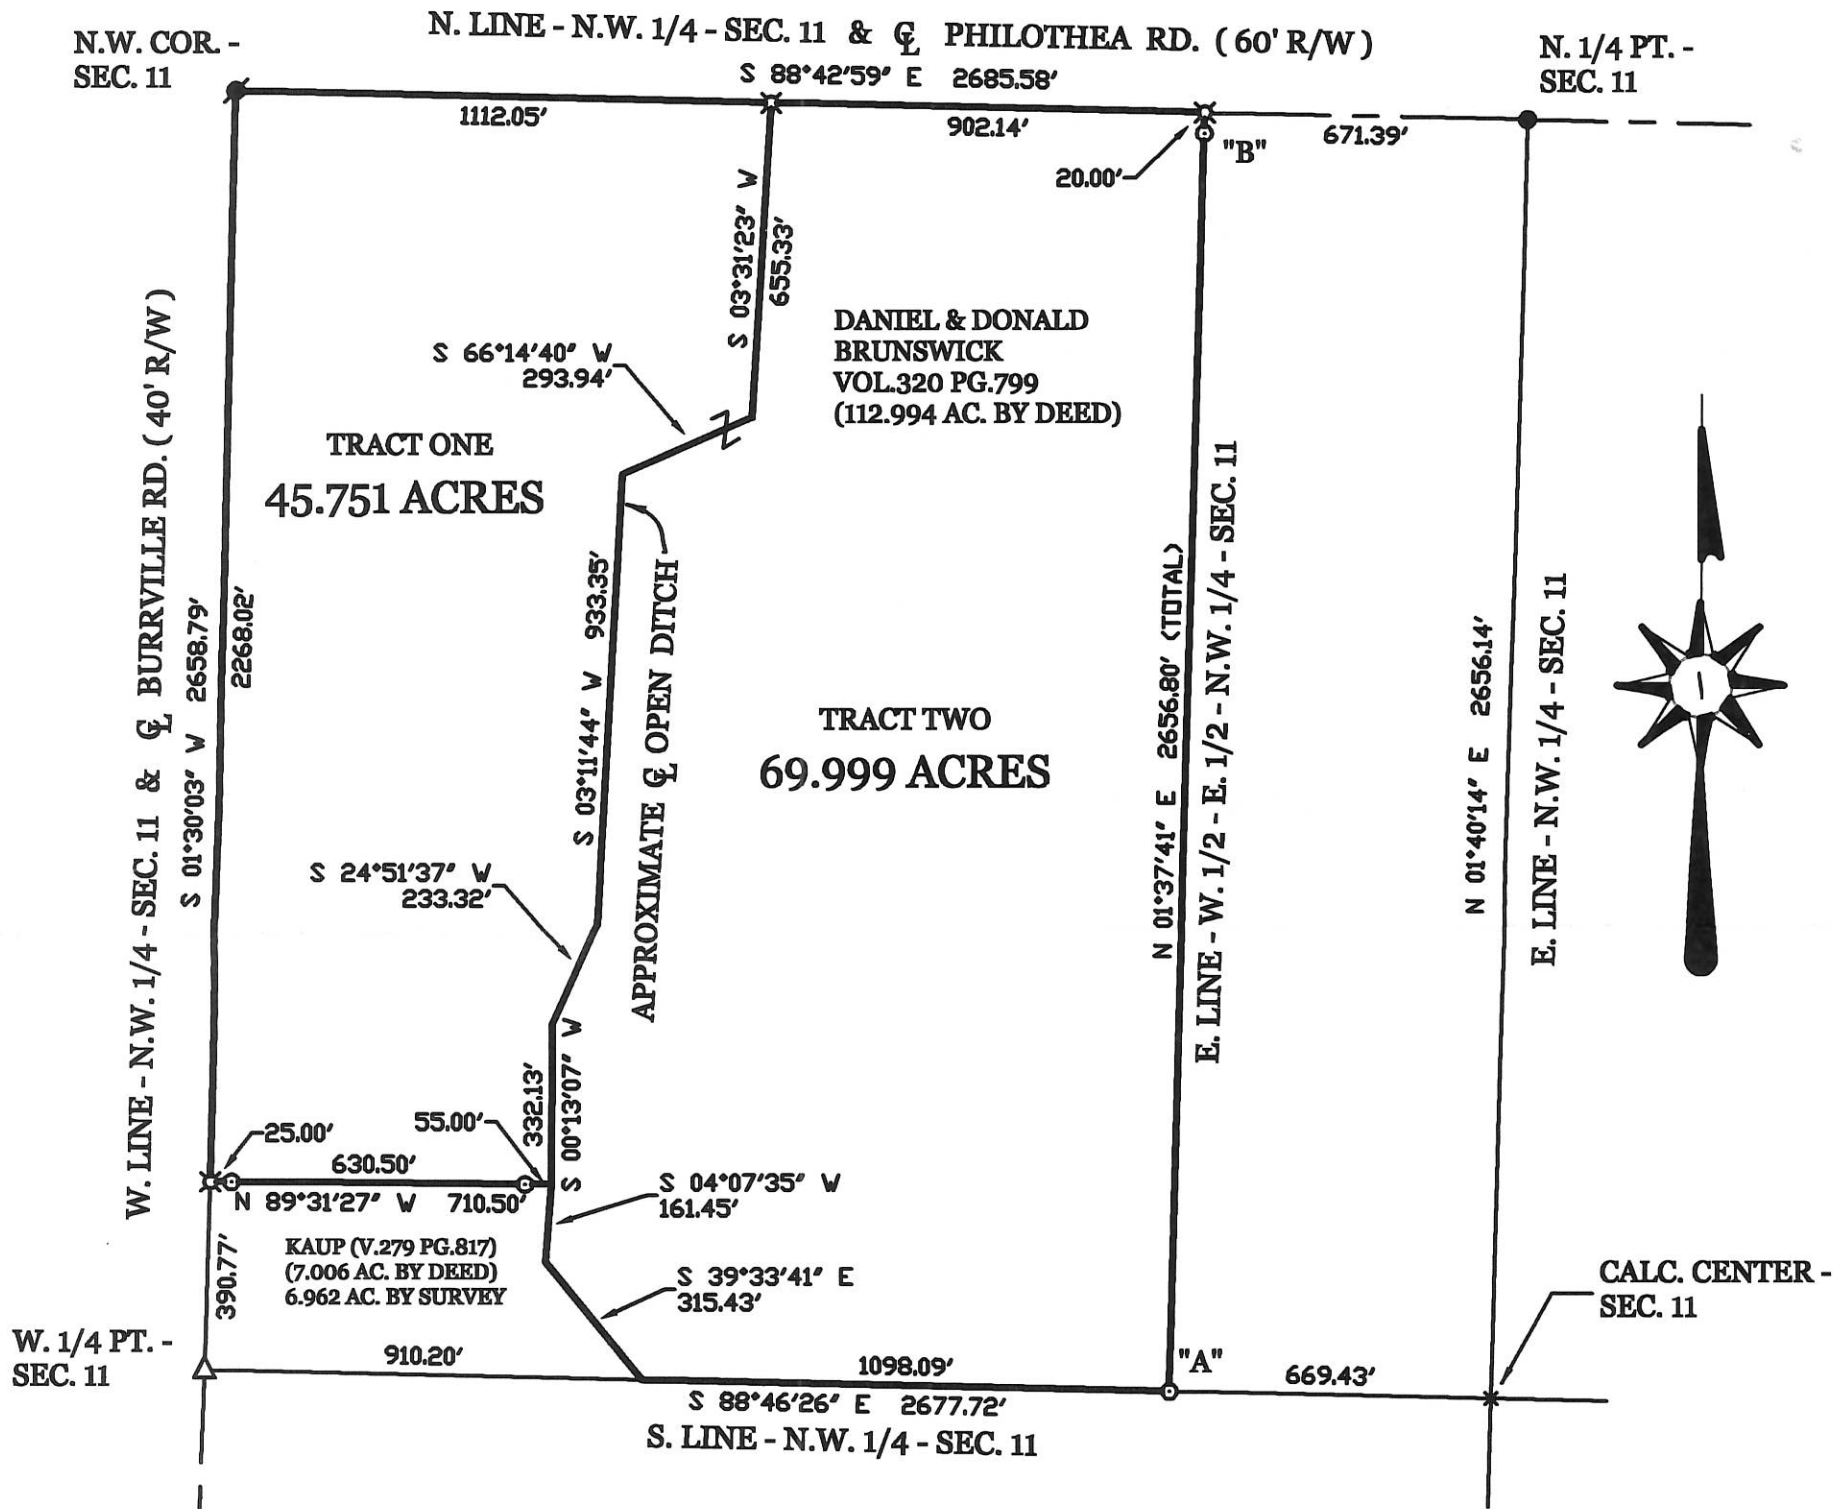 N. LINE - N.W. 1/4 - SEC. 11 & ℄ PHILOTHEA RD. ( 60' R/W )
N.W. COR. -
SEC. 11
N. 1/4 PT. -
SEC. 11
S 88°42'59" E 2685.58'
1112.05'
902.14'
671.39'
"B"
20.00'
S 03°31'23" W
655.33'
DANIEL & DONALD
BRUNSWICK
VOL.320 PG.799
(112.994 AC. BY DEED)
S 66°14'40" W
293.94'
TRACT ONE
45.751 ACRES
W. LINE - N.W. 1/4 - SEC. 11 & ℄ BURRVILLE RD. ( 40' R/W )
S 01°30'03" W 2658.79'
2268.02'
S 03°11'44" W 933.35'
APPROXIMATE ℄ OPEN DITCH
TRACT TWO
69.999 ACRES
N 01°37'41" E 2656.80' (TOTAL)
E. LINE - W. 1/2 - E. 1/2 - N.W. 1/4 - SEC. 11
N 01°40'14" E 2656.14'
E. LINE - N.W. 1/4 - SEC. 11
S 24°51'37" W
233.32'
332.13'
S 00°13'07" W
25.00'
55.00'
630.50'
N 89°31'27" W 710.50'
S 04°07'35" W
161.45'
KAUP (V.279 PG.817)
(7.006 AC. BY DEED)
6.962 AC. BY SURVEY
390.77'
S 39°33'41" E
315.43'
CALC. CENTER -
SEC. 11
W. 1/4 PT. -
SEC. 11
910.20'
1098.09'
"A"
669.43'
S 88°46'26" E 2677.72'
S. LINE - N.W. 1/4 - SEC. 11